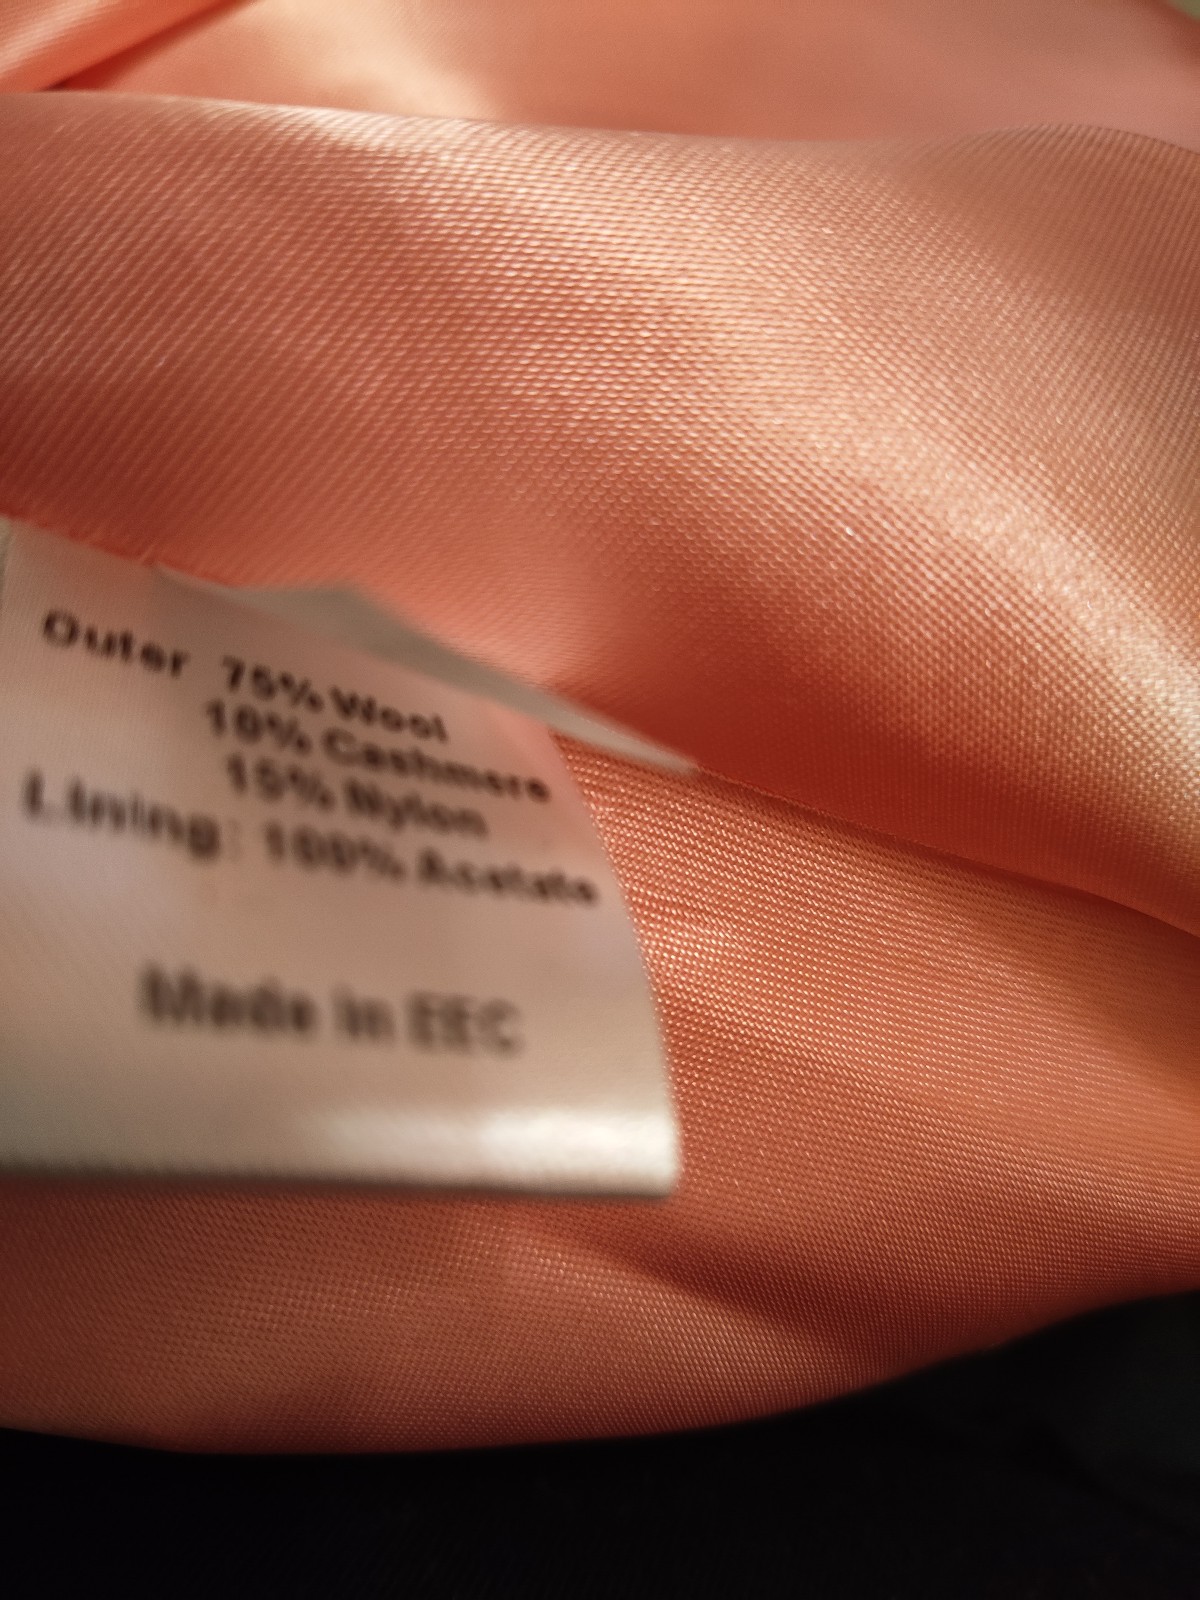 Outer 75% Wool
10% Cashmere
15% Nylon
Lining: 100% Acetate
Made in EEC